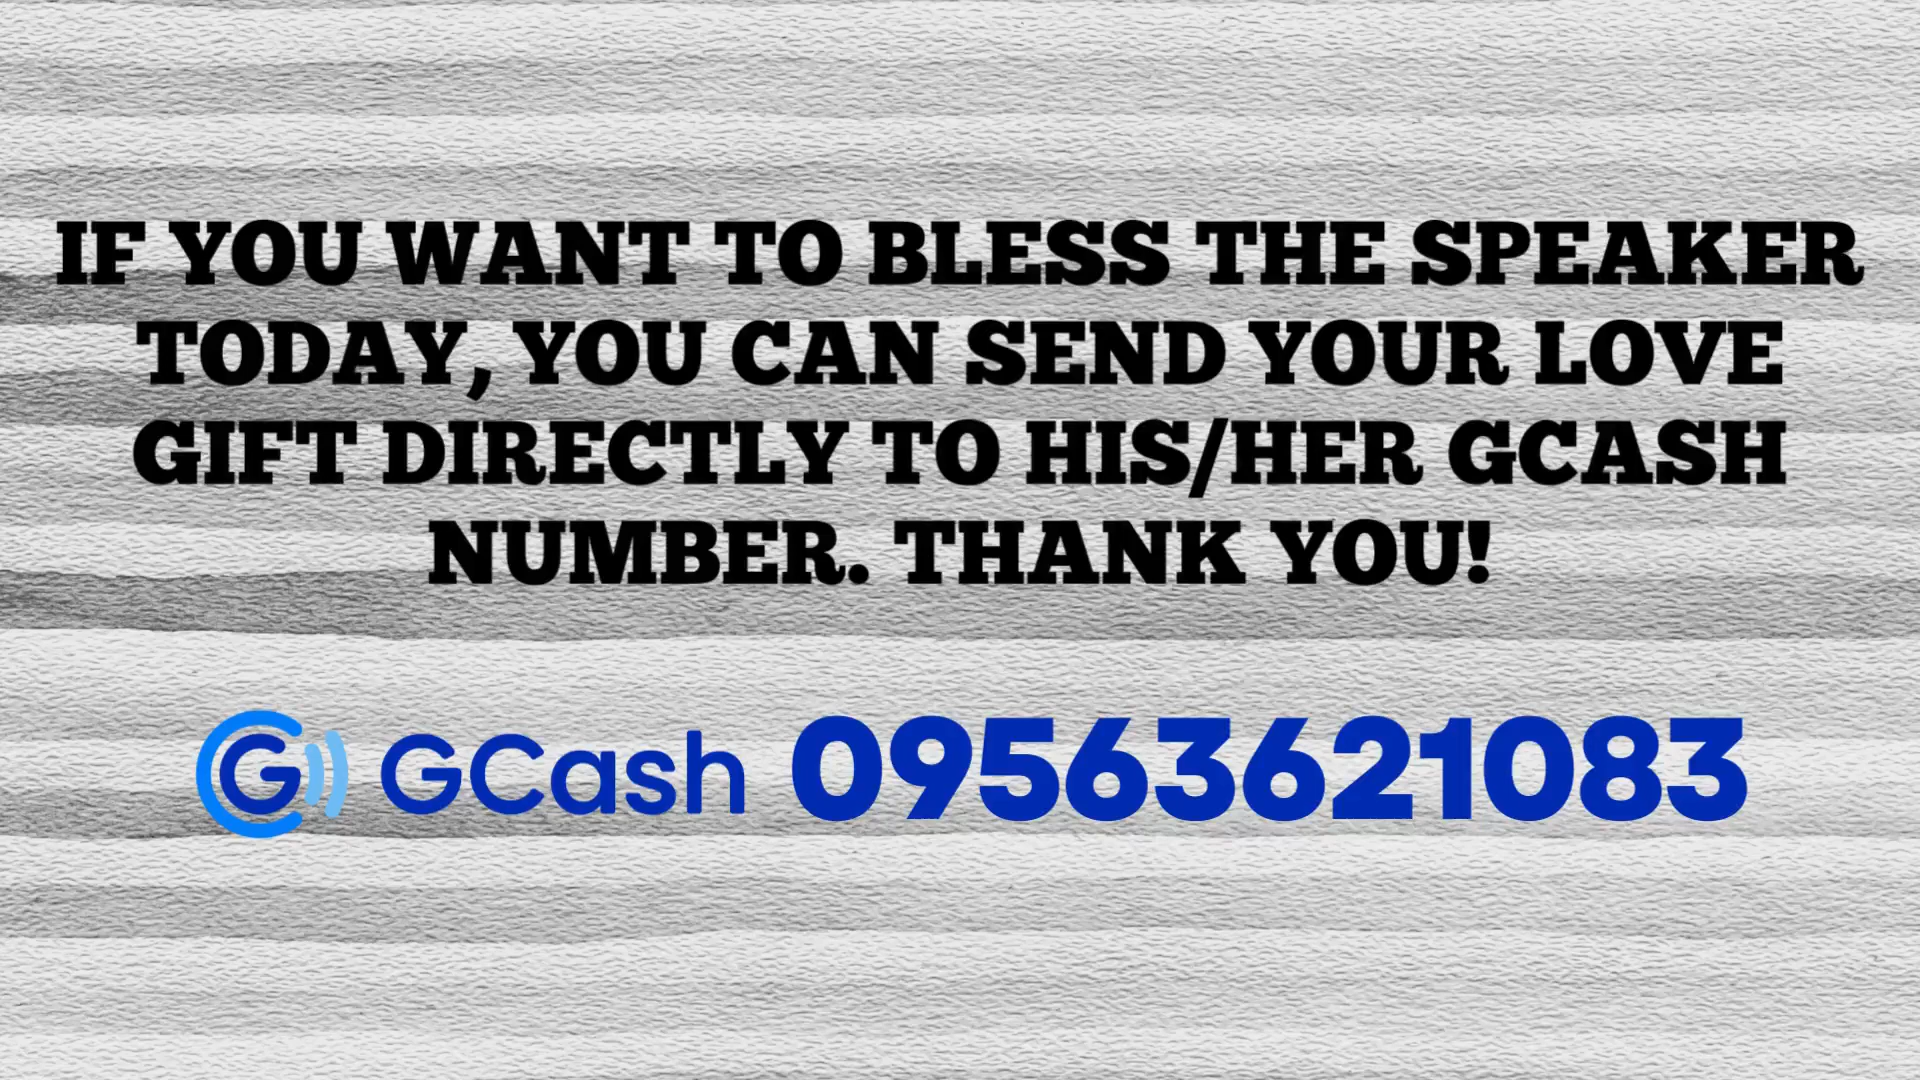 IF YOU WANT TO BLESS THE SPEAKER
TODAY, YOU CAN SEND YOUR LOVE
GIFT DIRECTLY TO HIS/HER GCASH
NUMBER. THANK YOU!
G GCash 09563621083